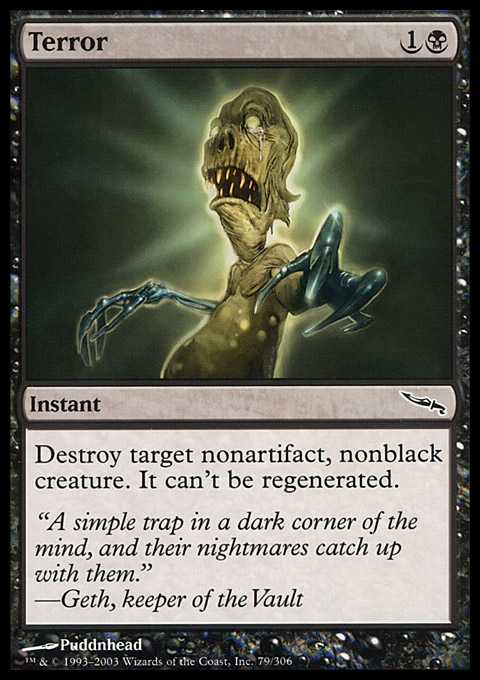 Terror 1
Instant
Destroy target nonartifact, nonblack
creature. It can't be regenerated.
“A simple trap in a dark corner of the
mind, and their nightmares catch up
with them.”
—Geth, keeper of the Vault
Puddnhead
™ & © 1993–2003 Wizards of the Coast, Inc. 79/306